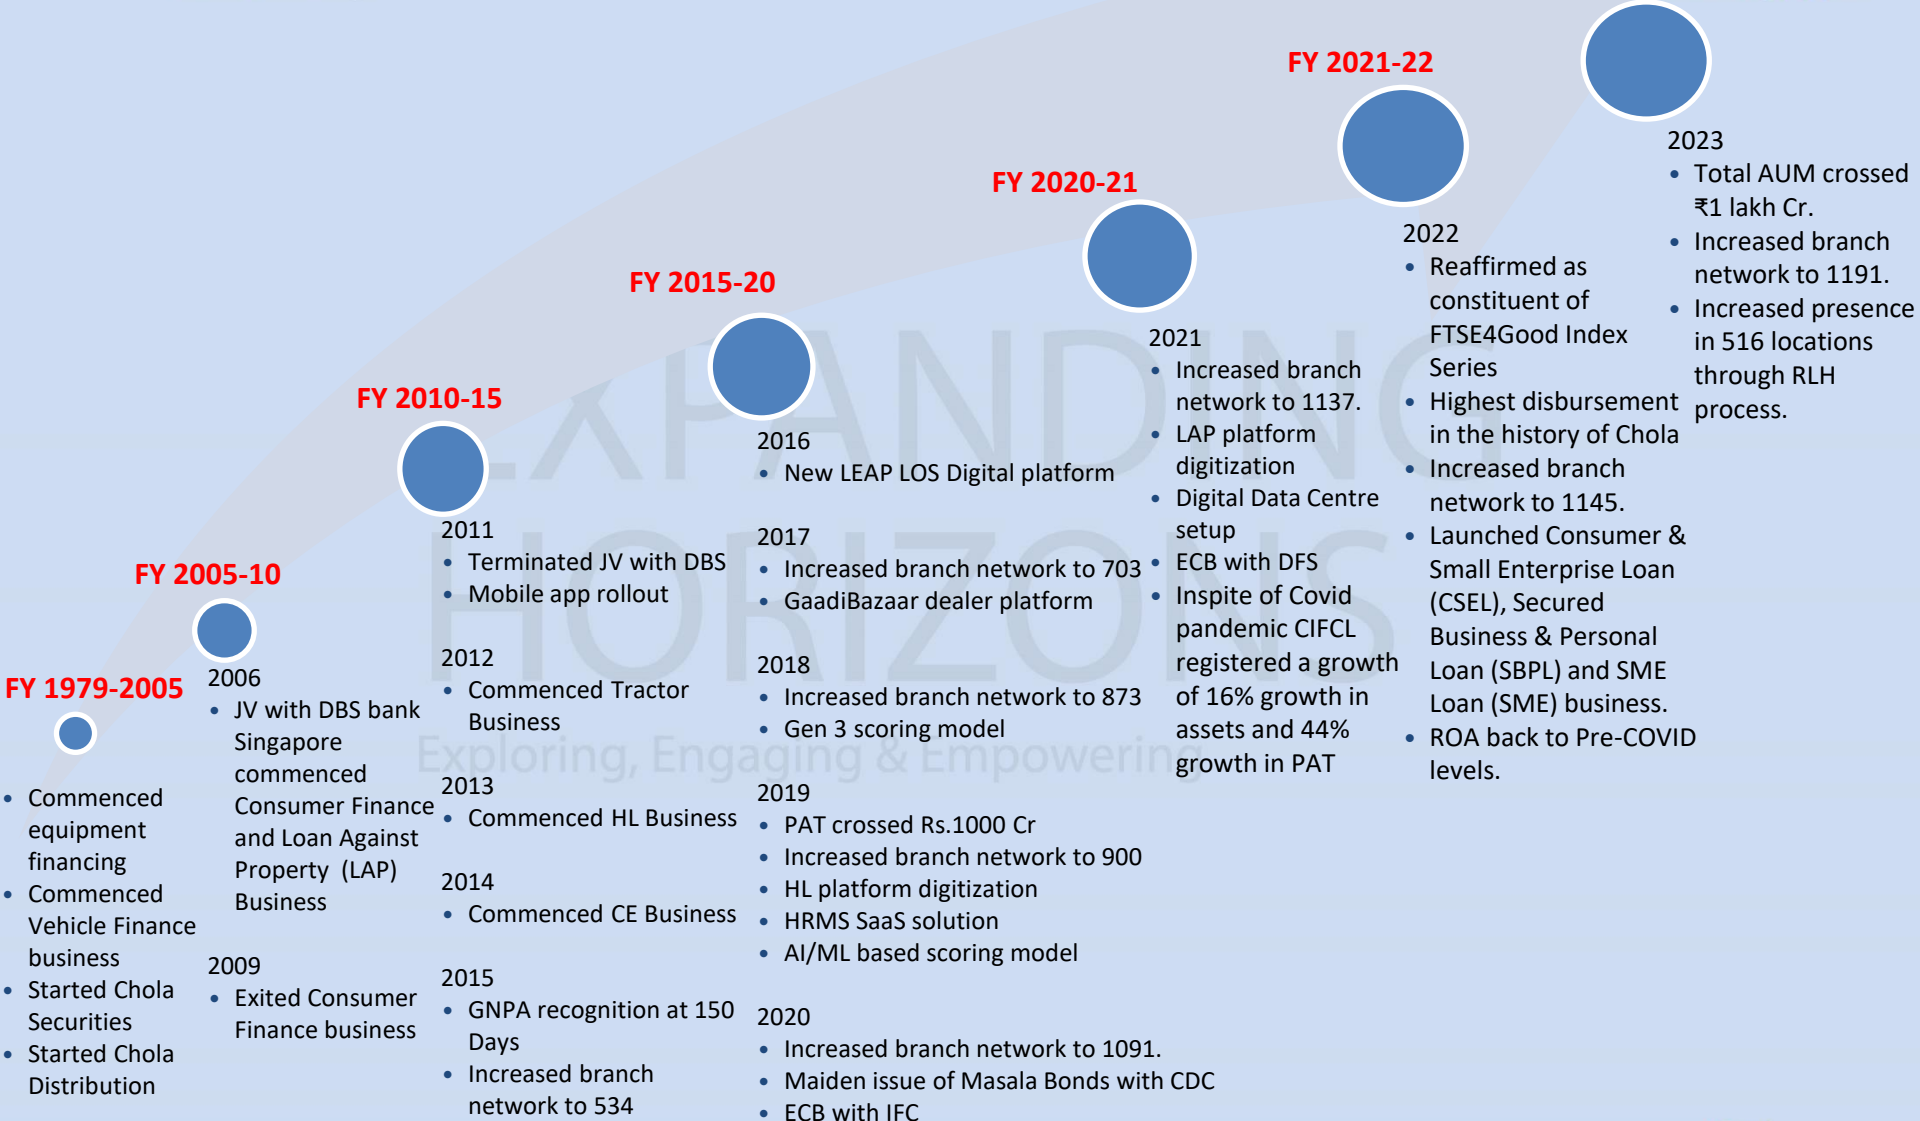 FY 1979-2005
• Commenced
equipment
financing
• Commenced
Vehicle Finance
business
• Started Chola
Securities
• Started Chola
Distribution
FY 2005-10
2006
• JV with DBS bank
Singapore
commenced
Consumer Finance
and Loan Against
Property (LAP)
Business
2009
• Exited Consumer
Finance business
FY 2010-15
2011
• Terminated JV with DBS
• Mobile app rollout
2012
• Commenced Tractor
Business
2013
• Commenced HL Business
2014
• Commenced CE Business
2015
• GNPA recognition at 150
Days
• Increased branch
network to 534
FY 2015-20
2016
• New LEAP LOS Digital platform
2017
• Increased branch network to 703
• GaadiBazaar dealer platform
2018
• Increased branch network to 873
• Gen 3 scoring model
2019
• PAT crossed Rs.1000 Cr
• Increased branch network to 900
• HL platform digitization
• HRMS SaaS solution
• AI/ML based scoring model
2020
• Increased branch network to 1091.
• Maiden issue of Masala Bonds with CDC
• ECB with IFC
FY 2020-21
2021
• Increased branch
network to 1137.
• LAP platform
digitization
• Digital Data Centre
setup
• ECB with DFS
• Inspite of Covid
pandemic CIFCL
registered a growth
of 16% growth in
assets and 44%
growth in PAT
FY 2021-22
2022
• Reaffirmed as
constituent of
FTSE4Good Index
Series
• Highest disbursement
in the history of Chola
• Increased branch
network to 1145.
• Launched Consumer &
Small Enterprise Loan
(CSEL), Secured
Business & Personal
Loan (SBPL) and SME
Loan (SME) business.
• ROA back to Pre-COVID
levels.
2023
• Total AUM crossed
₹1 lakh Cr.
• Increased branch
network to 1191.
• Increased presence
in 516 locations
through RLH
process.
EXPANDING
HORIZONS
Exploring, Engaging & Empowering